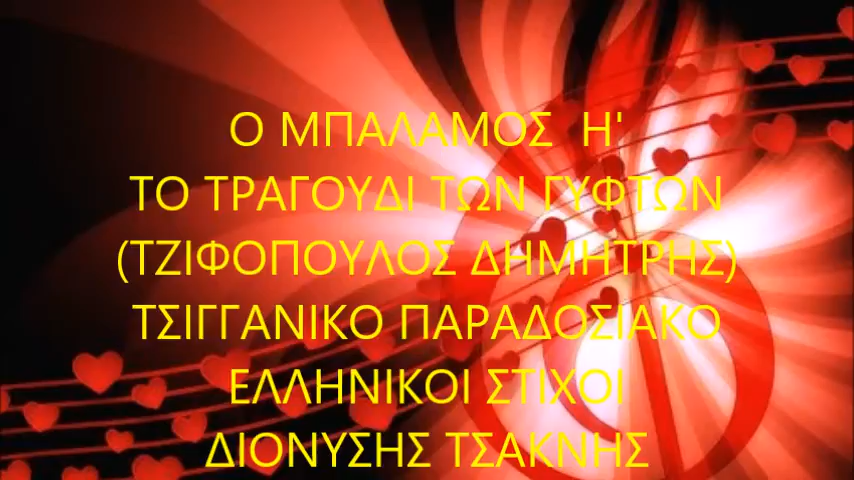 Ο ΜΠΑΛΑΜΟΣ Η'
ΤΟ ΤΡΑΓΟΥΔΙ ΤΩΝ ΓΥΦΤΩΝ
(ΤΖΙΦΟΠΟΥΛΟΣ ΔΗΜΗΤΡΗΣ)
ΤΣΙΓΓΑΝΙΚΟ ΠΑΡΑΔΟΣΙΑΚΟ
ΕΛΛΗΝΙΚΟΙ ΣΤΙΧΟΙ
ΔΙΟΝΥΣΗΣ ΤΣΑΚΝΗΣ